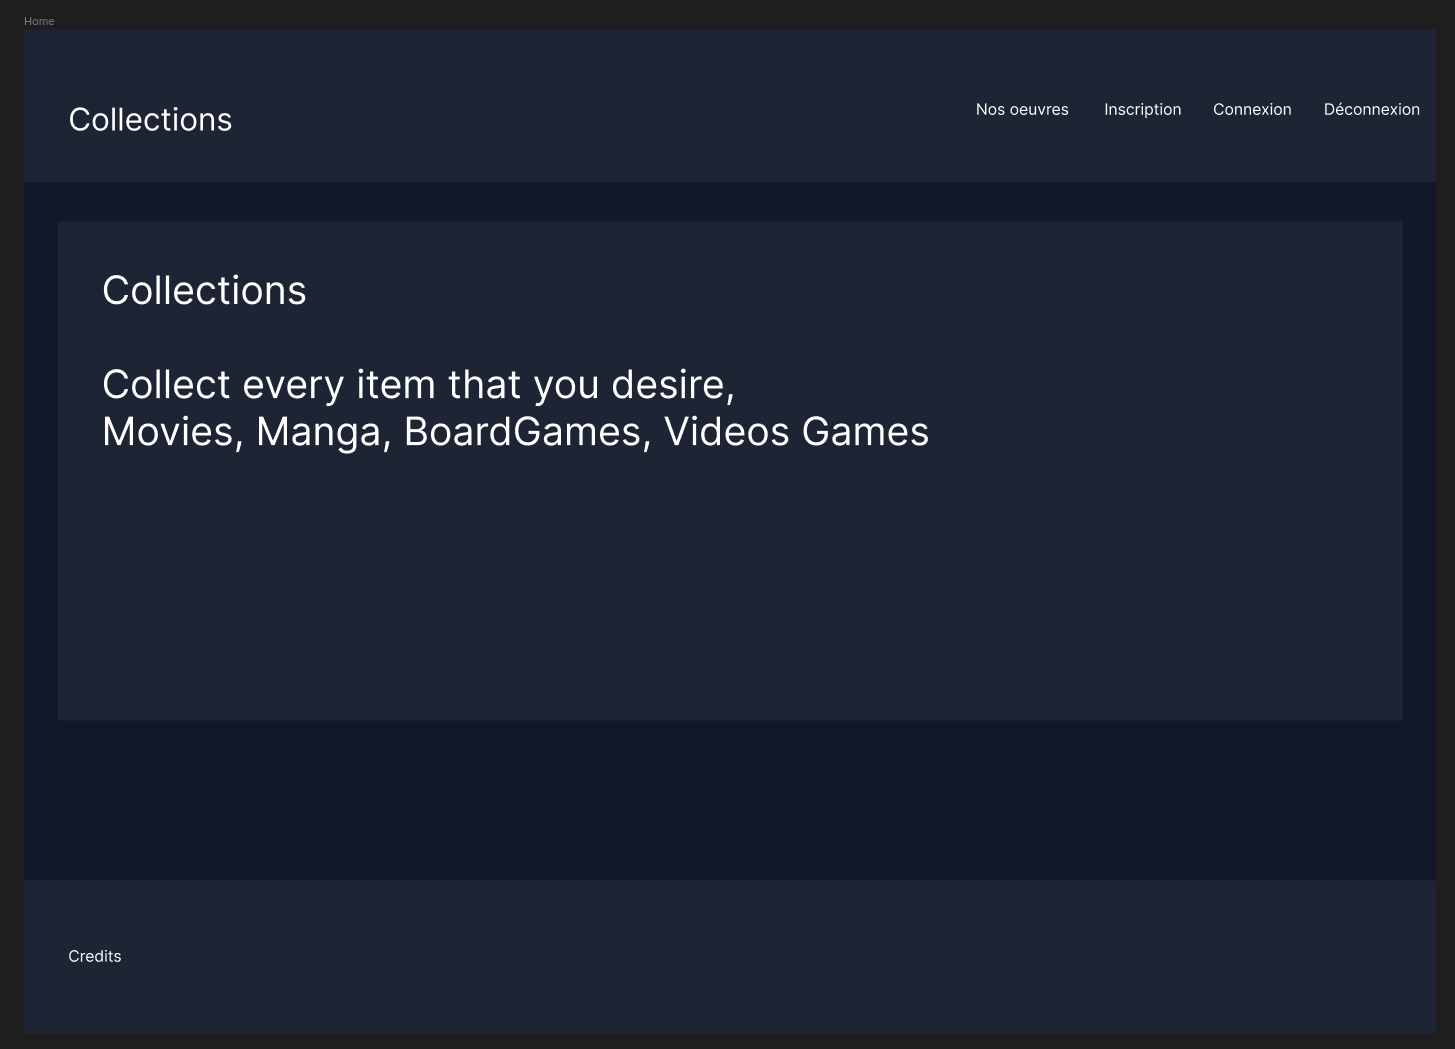 Home
Collections
Nos oeuvres Inscription Connexion Déconnexion
Collections
Collect every item that you desire,
Movies, Manga, BoardGames, Videos Games
Credits